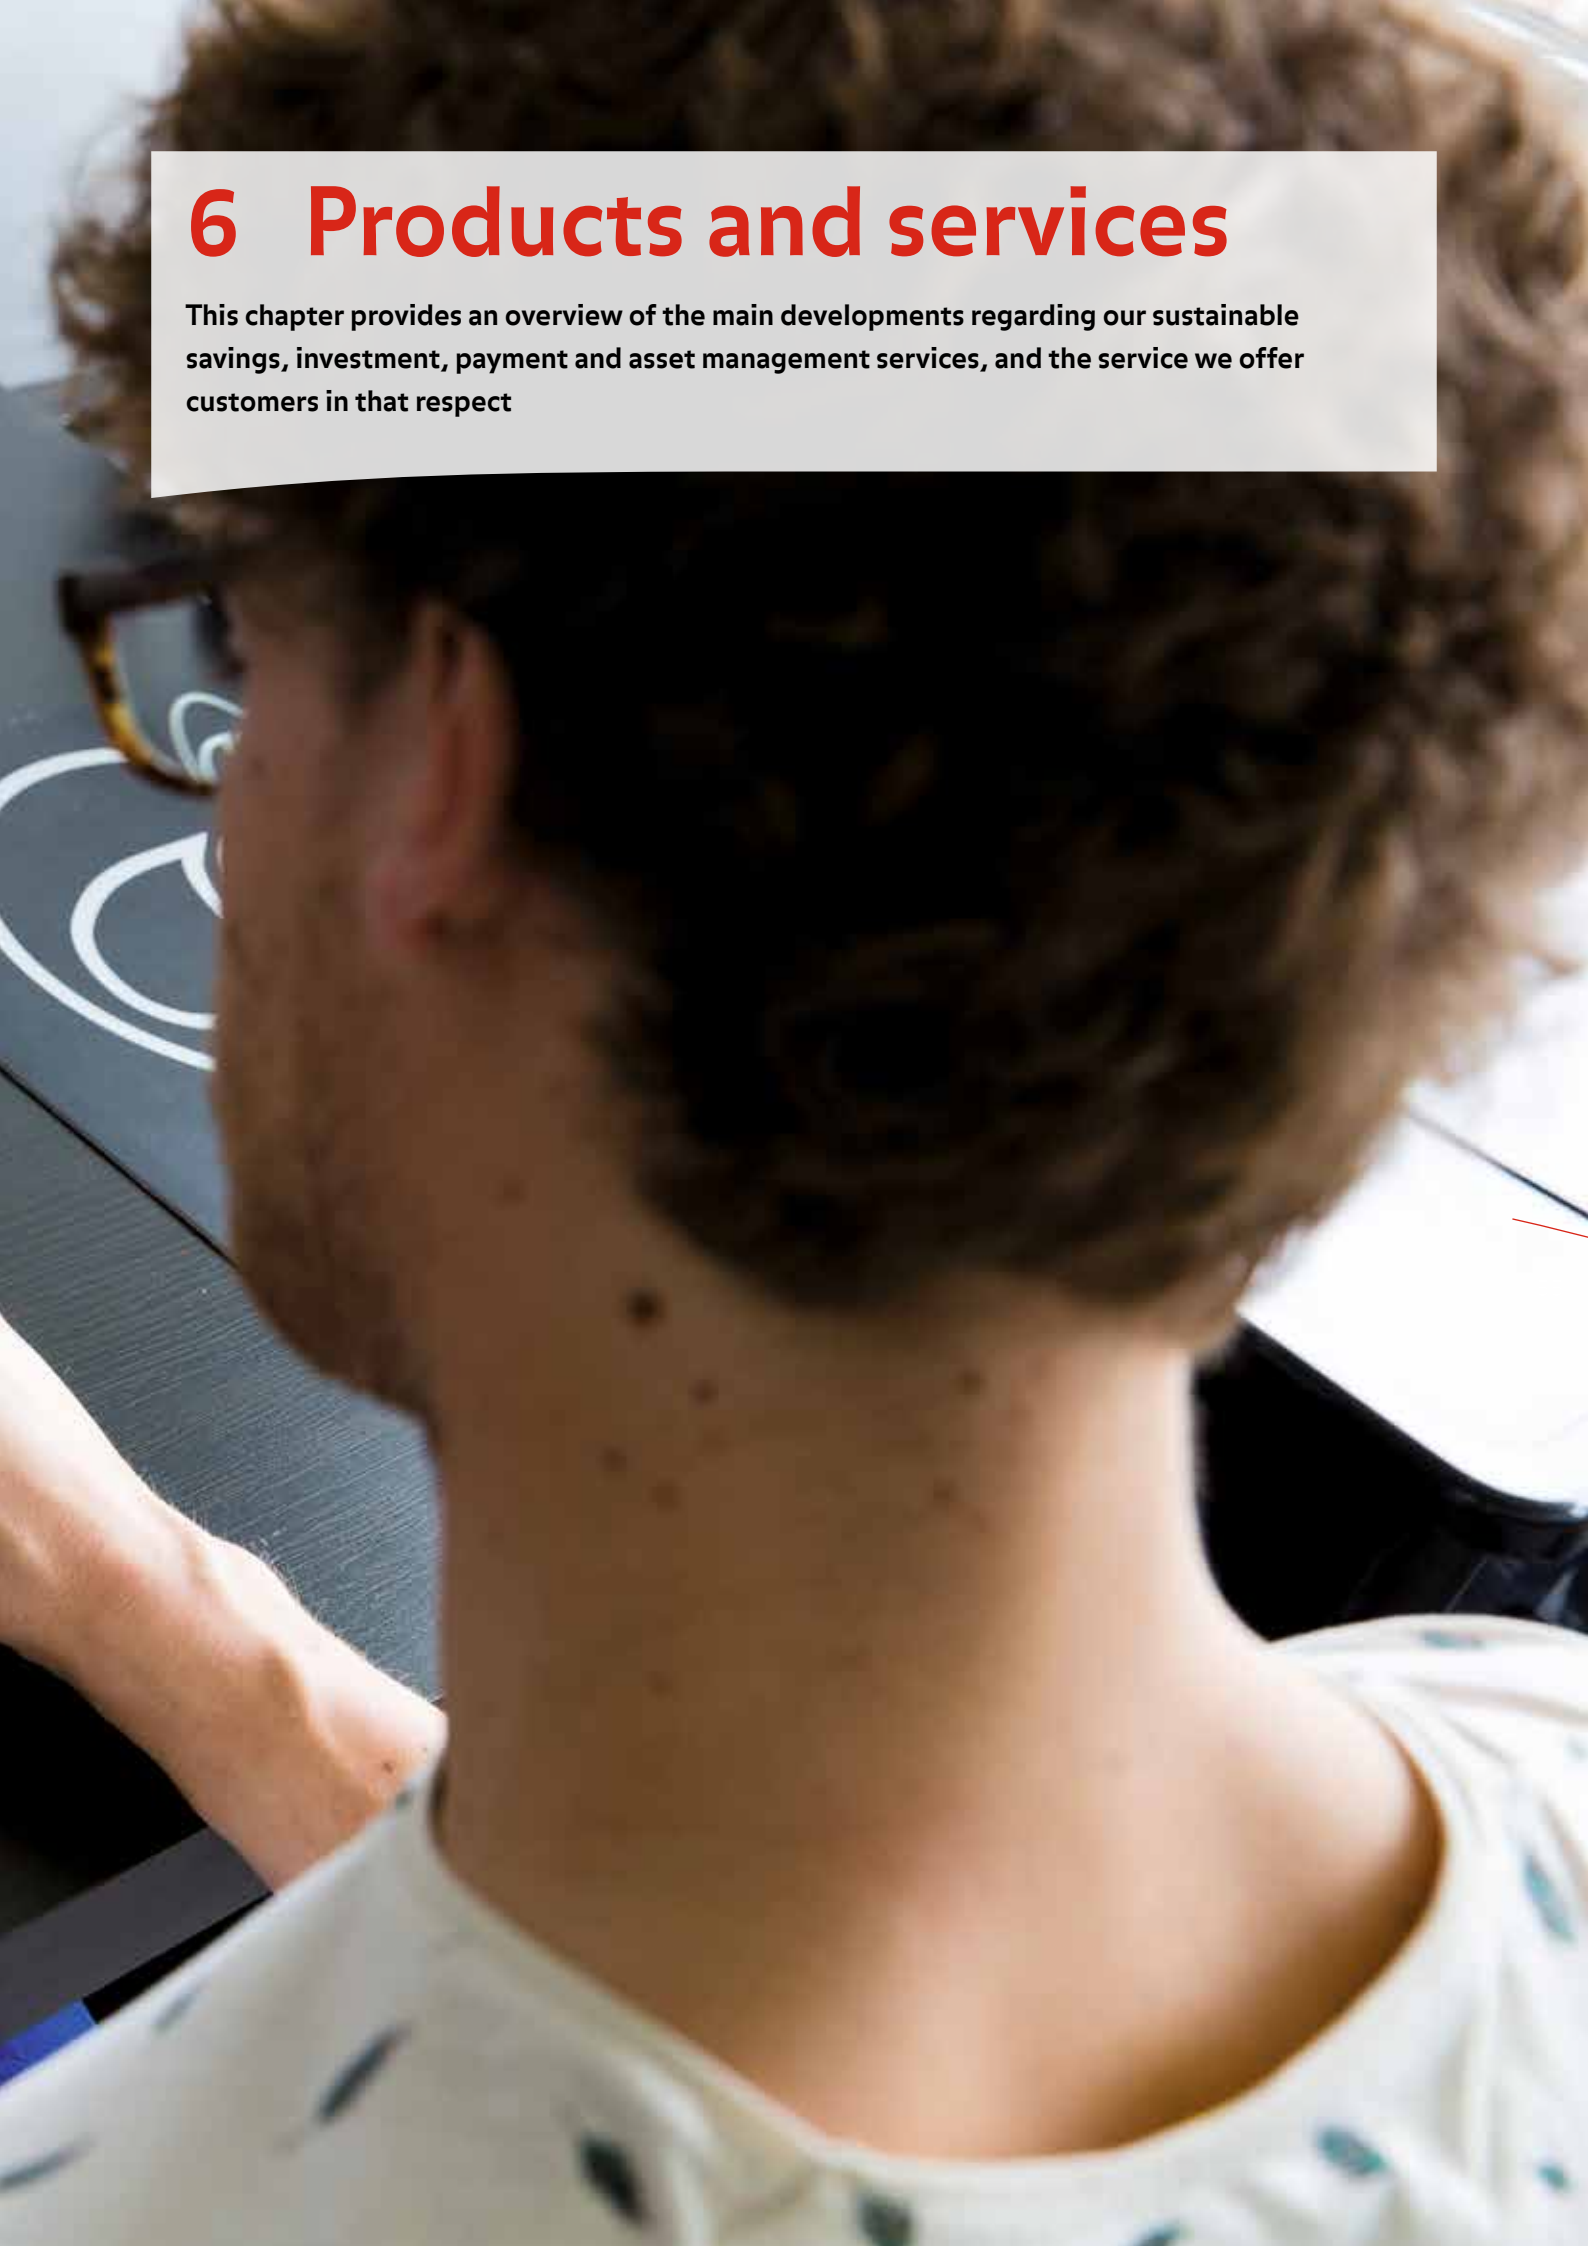 6 Products and services
This chapter provides an overview of the main developments regarding our sustainable
savings, investment, payment and asset management services, and the service we offer
customers in that respect